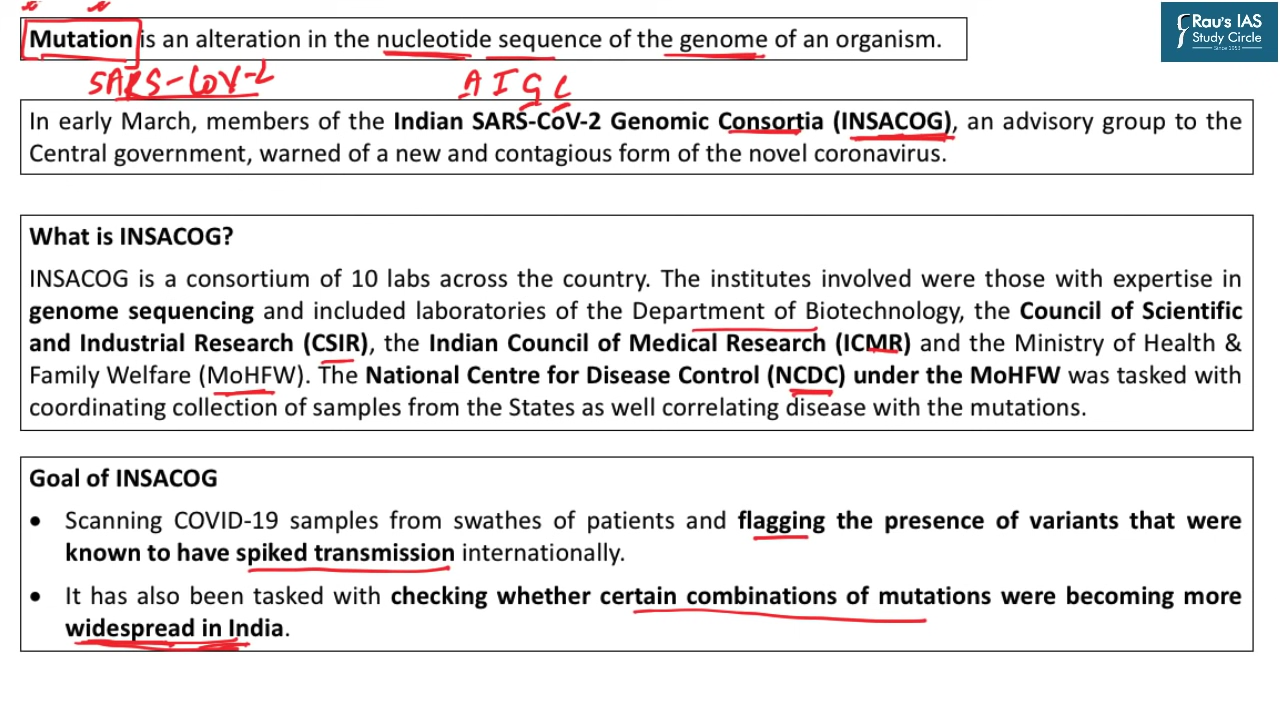 Rau's IAS
Study Circle
Since 1953
Mutation is an alteration in the nucleotide sequence of the genome of an organism.
SARS-CoV-2 A T G C
In early March, members of the Indian SARS-CoV-2 Genomic Consortia (INSACOG), an advisory group to the
Central government, warned of a new and contagious form of the novel coronavirus.
What is INSACOG?
INSACOG is a consortium of 10 labs across the country. The institutes involved were those with expertise in
genome sequencing and included laboratories of the Department of Biotechnology, the Council of Scientific
and Industrial Research (CSIR), the Indian Council of Medical Research (ICMR) and the Ministry of Health &
Family Welfare (MoHFW). The National Centre for Disease Control (NCDC) under the MoHFW was tasked with
coordinating collection of samples from the States as well correlating disease with the mutations.
Goal of INSACOG
• Scanning COVID-19 samples from swathes of patients and flagging the presence of variants that were
known to have spiked transmission internationally.
• It has also been tasked with checking whether certain combinations of mutations were becoming more
widespread in India.